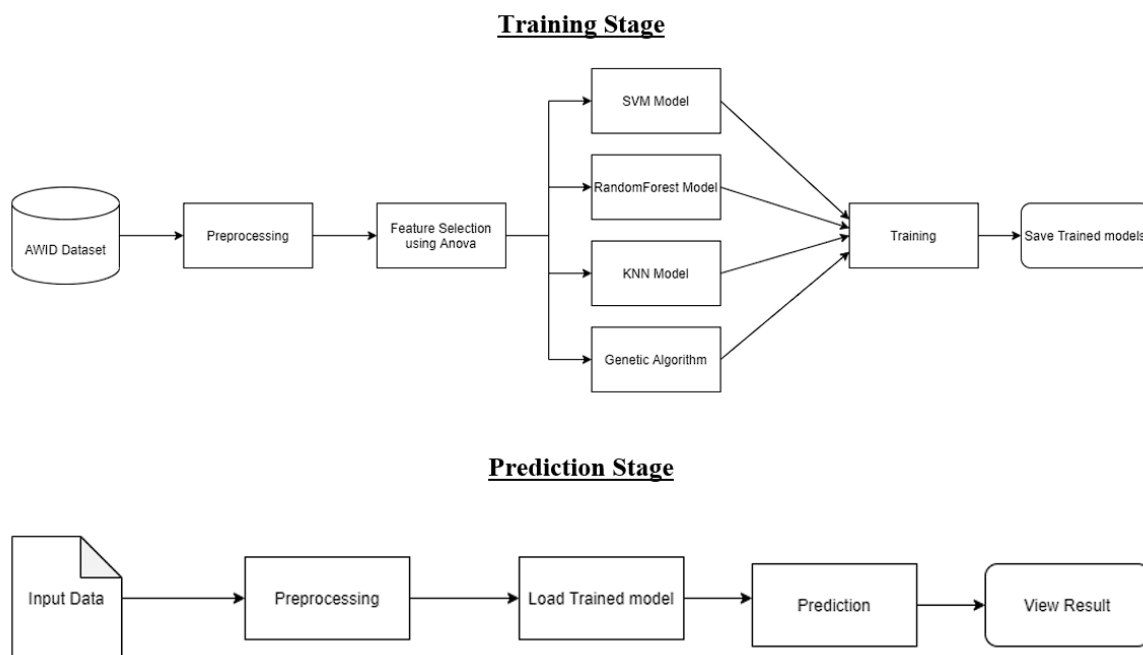 Training Stage
SVM Model
RandomForest Model
AWID Dataset
Preprocessing
Feature Selection
using Anova
KNN Model
Genetic Algorithm
Training
Save Trained models
Prediction Stage
Input Data
Preprocessing
Load Trained model
Prediction
View Result